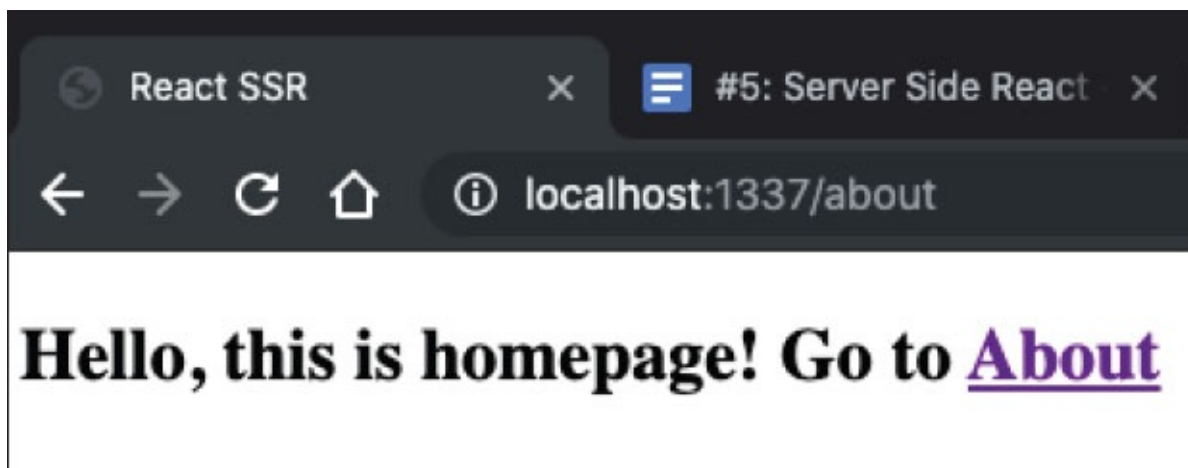 React SSR
#5: Server Side React
localhost:1337/about
Hello, this is homepage! Go to About